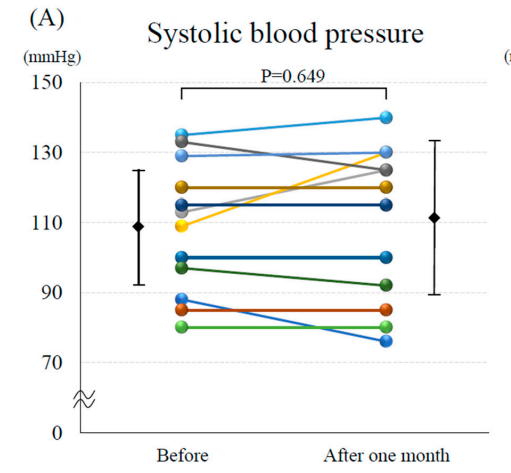 (A)
Systolic blood pressure
(mmHg)
P=0.649
150
130
110
90
70
0
Before
After one month